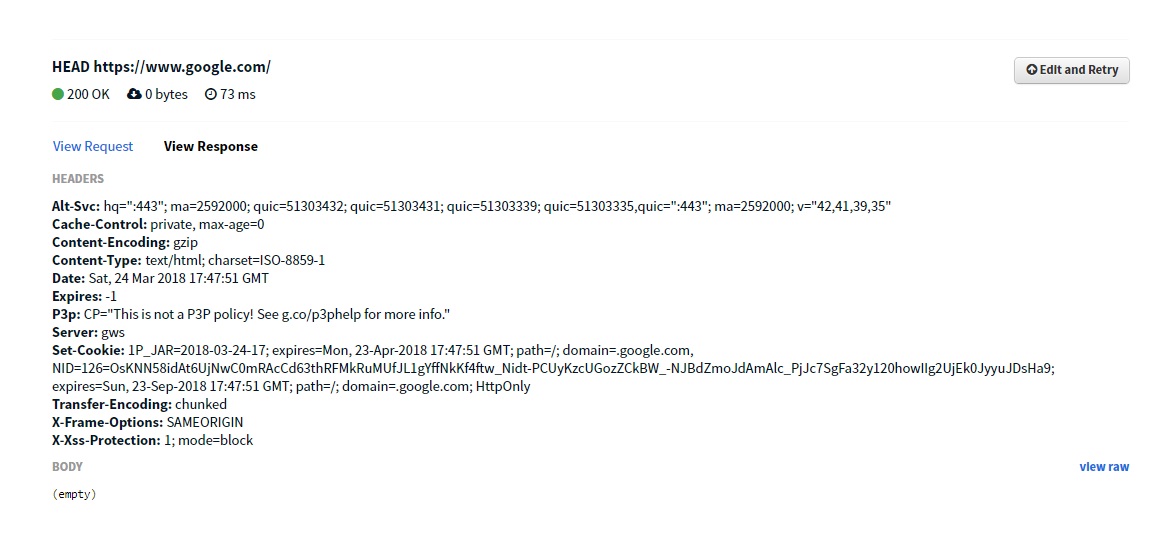 HEAD https://www.google.com/
Edit and Retry
200 OK 0 bytes 73 ms
View Request View Response
HEADERS
Alt-Svc: hq=":443"; ma=2592000; quic=51303432; quic=51303431; quic=51303339; quic=51303335,quic=":443"; ma=2592000; v="42,41,39,35"
Cache-Control: private, max-age=0
Content-Encoding: gzip
Content-Type: text/html; charset=ISO-8859-1
Date: Sat, 24 Mar 2018 17:47:51 GMT
Expires: -1
P3p: CP="This is not a P3P policy! See g.co/p3phelp for more info."
Server: gws
Set-Cookie: 1P_JAR=2018-03-24-17; expires=Mon, 23-Apr-2018 17:47:51 GMT; path=/; domain=.google.com,
NID=126=OsKNN58idAt6UjNwC0mRAcCd63thRFMkRuMUfJL1gYffNkKf4ftw_Nidt-PCUyKzcUGozZCkBW_-NJBdZmoJdAmAlc_PjJc7SgFa32y120howIIg2UjEk0JyyuJDsHa9;
expires=Sun, 23-Sep-2018 17:47:51 GMT; path=/; domain=.google.com; HttpOnly
Transfer-Encoding: chunked
X-Frame-Options: SAMEORIGIN
X-Xss-Protection: 1; mode=block
BODY
view raw
(empty)